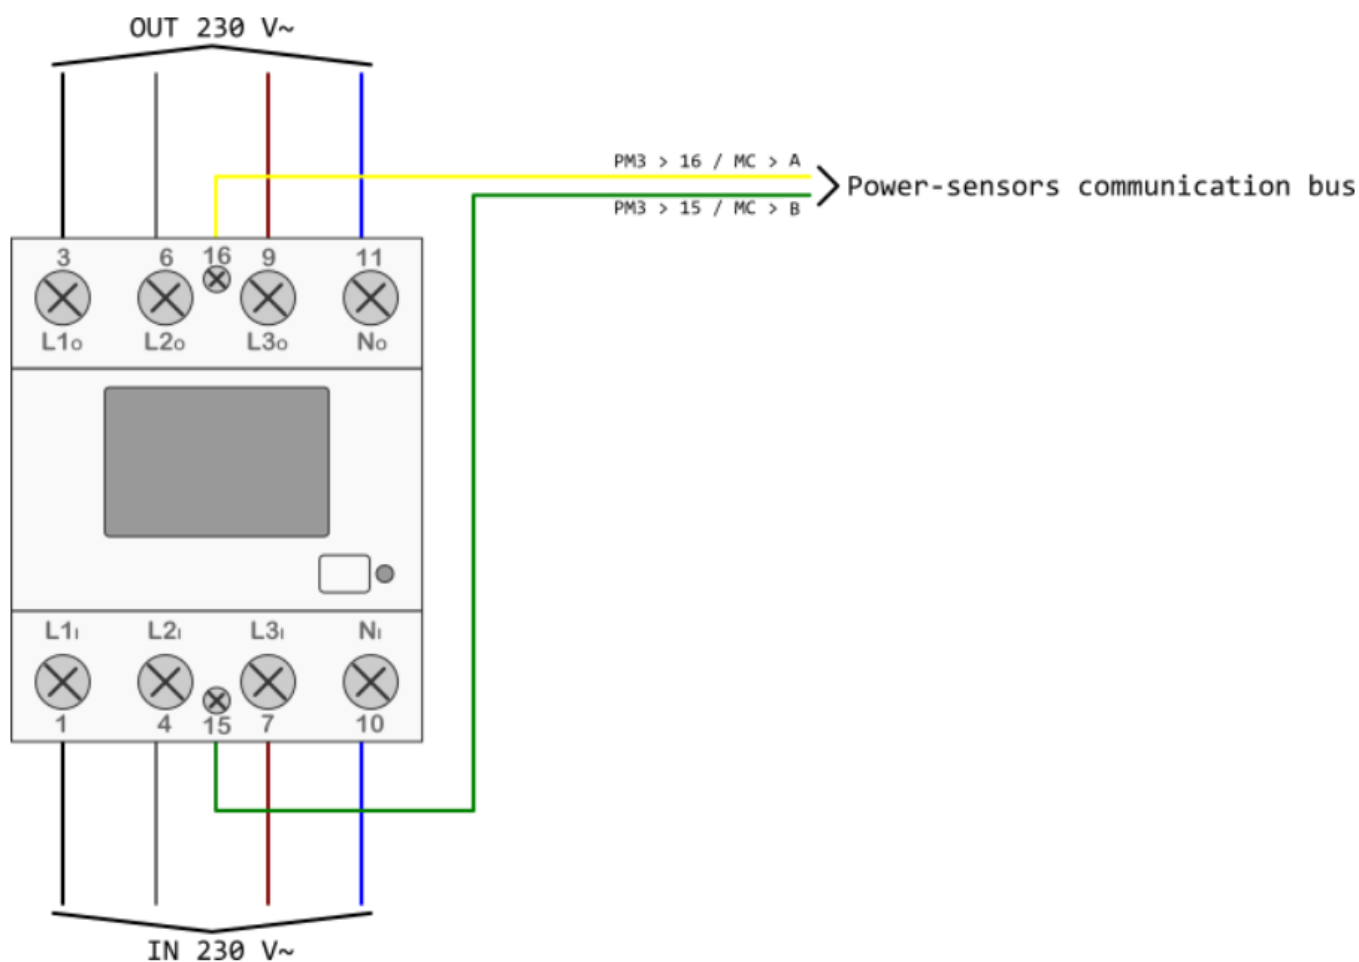 OUT 230 V~
PM3 > 16 / MC > A
Power-sensors communication bus
PM3 > 15 / MC > B
3 6 16 9 11
L1o L2o L3o No
L1I L2I L3I NI
1 4 15 7 10
IN 230 V~